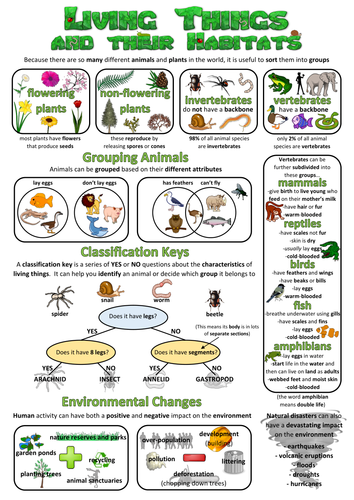 Living Things
and their Habitats
Because there are so many different animals and plants in the world, it is useful to sort them into groups
flowering
plants
most plants have flowers
that produce seeds
non-flowering
plants
these reproduce by
releasing spores or cones
invertebrates
do not have a backbone
98% of all animal species
are invertebrates
vertebrates
have a backbone
only 2% of all animal
species are vertebrates
Grouping Animals
Animals can be grouped based on their different attributes
lay eggs
don't lay eggs
has feathers
can't fly
Vertebrates can be
further subdivided into
these groups...
mammals
-give birth to live young who
feed on their mother's milk
-have hair or fur
-warm-blooded
reptiles
-have scales not fur
-skin is dry
-usually lay eggs
-cold-blooded
birds
-have feathers and wings
-have beaks or bills
-lay eggs
-warm-blooded
fish
-breathe underwater using gills
-have scales and fins
-lay eggs
-cold-blooded
amphibians
-lay eggs in water
-start life in the water and
then can live on land as adults
-webbed feet and moist skin
-cold-blooded
(the word amphibian
means double life)
Classification Keys
A classification key is a series of YES or NO questions about the characteristics of
living things. It can help you identify an animal or decide which group it belongs to
spider
snail
worm
beetle
Does it have legs?
(This means its body is in lots
of separate sections)
YES
NO
Does it have 8 legs?
Does it have segments?
YES
NO
YES
NO
ARACHNID
INSECT
ANNELID
GASTROPOD
Environmental Changes
Human activity can have both a positive and negative impact on the environment
nature reserves and parks
garden ponds
recycling
planting trees
animal sanctuaries
over-population
development
(building)
pollution
littering
deforestation
(chopping down trees)
Natural disasters can also
have a devastating impact
on the environment
- earthquakes
- volcanic eruptions
- floods
- droughts
- hurricanes